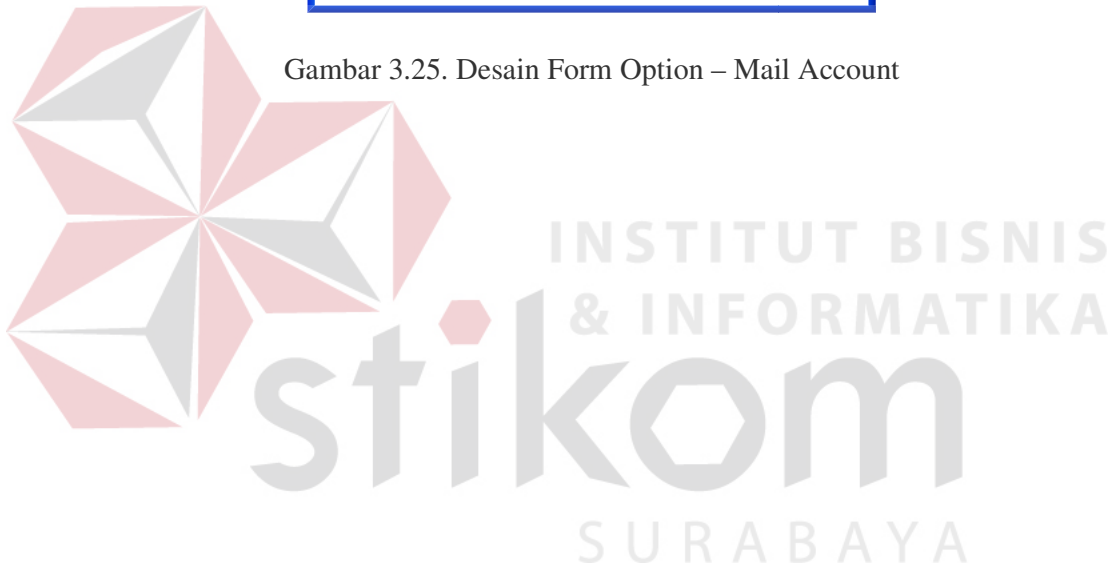 Gambar 3.25. Desain Form Option – Mail Account
INSTITUT BISNIS
& INFORMATIKA
stikom
SURABAYA